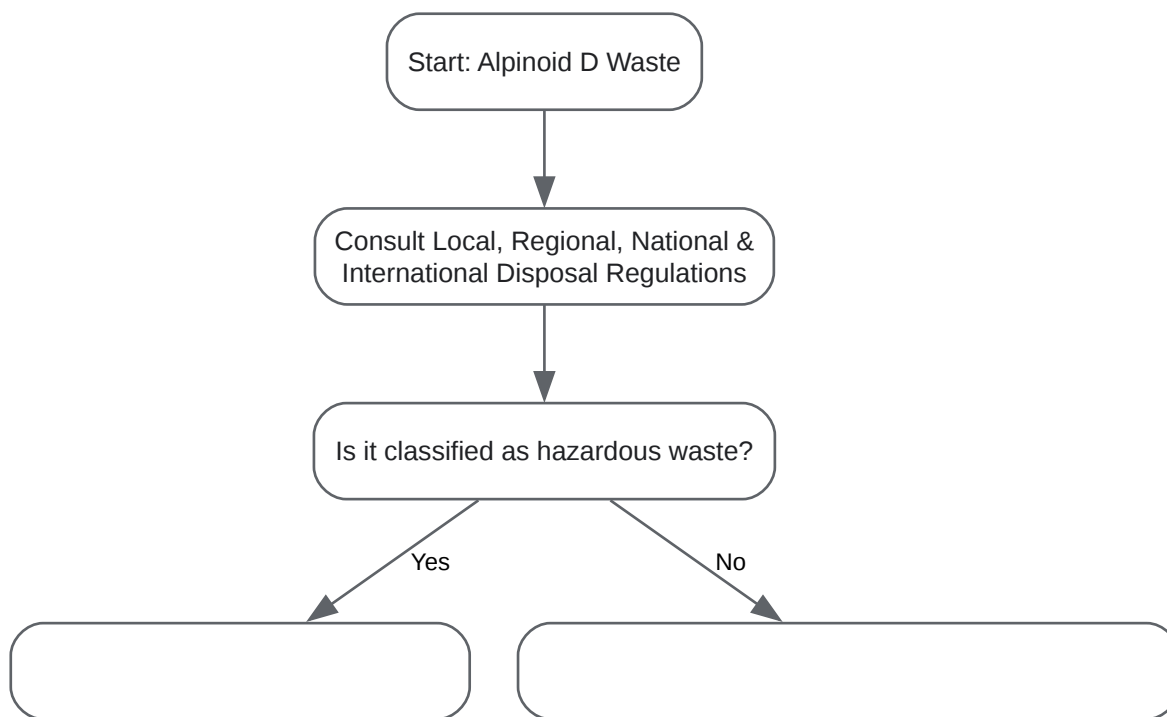 Start: Alpinoid D Waste
Consult Local, Regional, National &
International Disposal Regulations
Is it classified as hazardous waste?
Yes
No